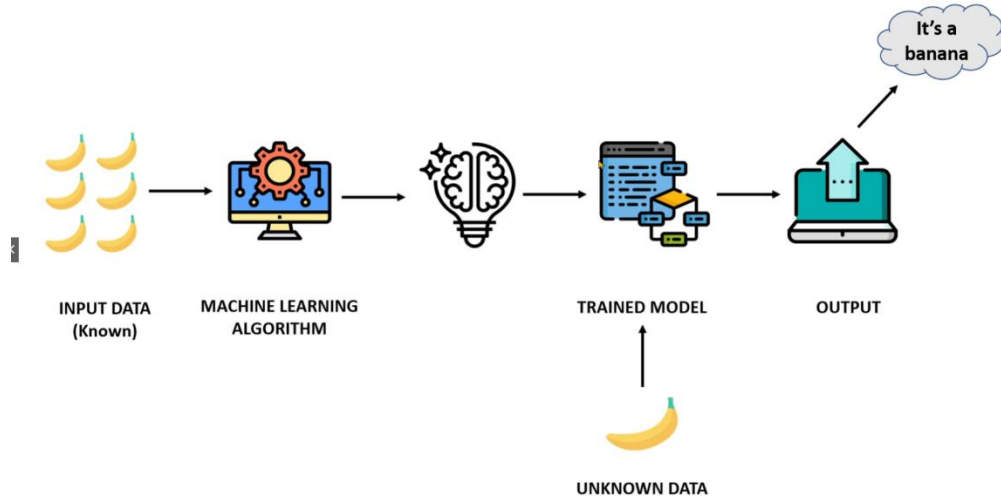 It's a
banana
INPUT DATA
(Known)
MACHINE LEARNING
ALGORITHM
TRAINED MODEL
OUTPUT
UNKNOWN DATA